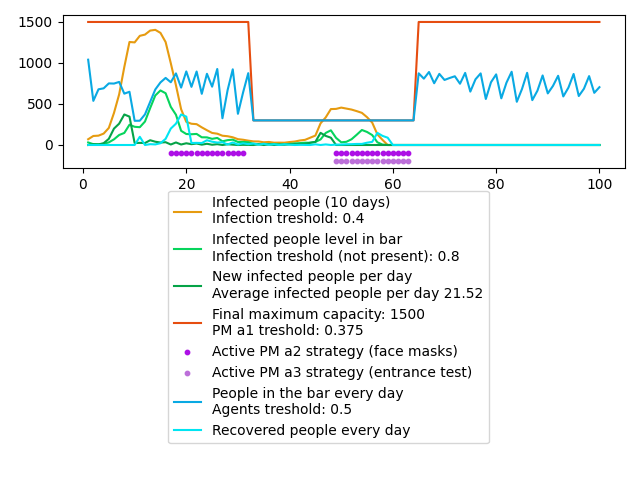 1500
1000
500
0
0 20 40 60 80 100
Infected people (10 days)
Infection treshold: 0.4
Infected people level in bar
Infection treshold (not present): 0.8
New infected people per day
Average infected people per day 21.52
Final maximum capacity: 1500
PM a1 treshold: 0.375
Active PM a2 strategy (face masks)
Active PM a3 strategy (entrance test)
People in the bar every day
Agents treshold: 0.5
Recovered people every day